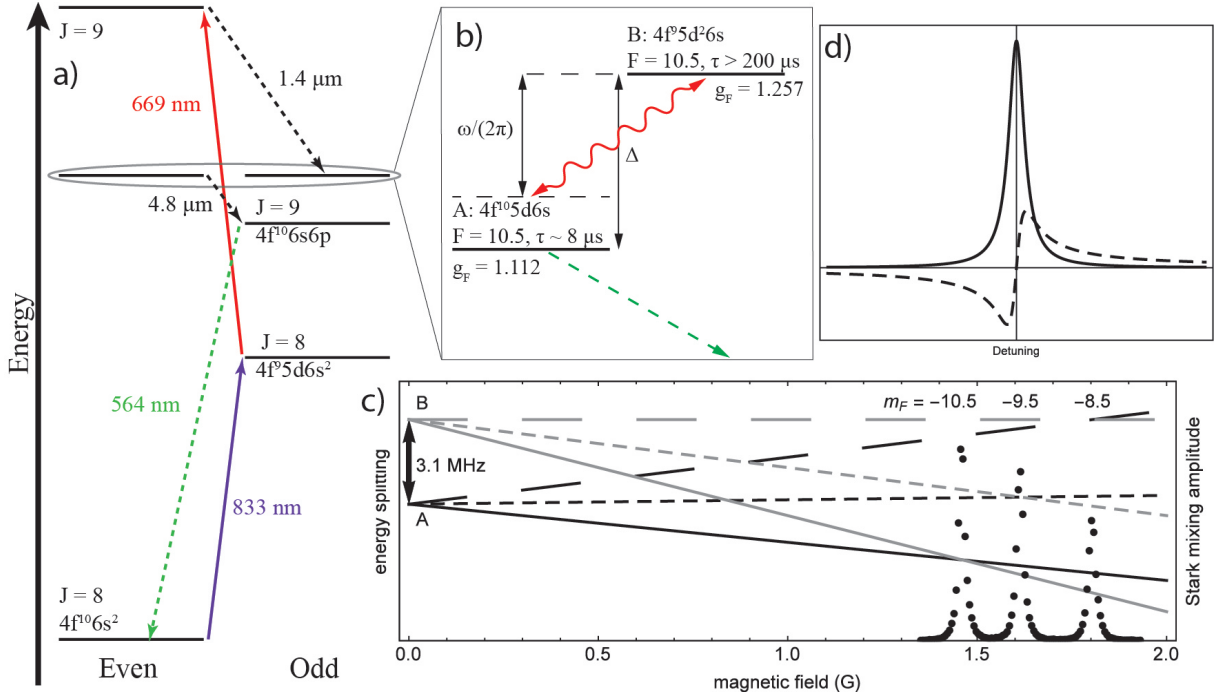 a)
Energy
J = 9
669 nm
1.4 μm
4.8 μm
J = 9
4f¹⁰6s6p
J = 8
4f⁹5d6s²
564 nm
833 nm
J = 8
4f¹⁰6s²
Even
Odd
b)
B: 4f⁹5d²6s
F = 10.5, τ > 200 μs
g_F = 1.257
ω/(2π)
Δ
A: 4f¹⁰5d6s
F = 10.5, τ ~ 8 μs
g_F = 1.112
d)
Detuning
c)
B
m_F = −10.5
−9.5
−8.5
3.1 MHz
A
energy splitting
Stark mixing amplitude
0.0
0.5
1.0
1.5
2.0
magnetic field (G)